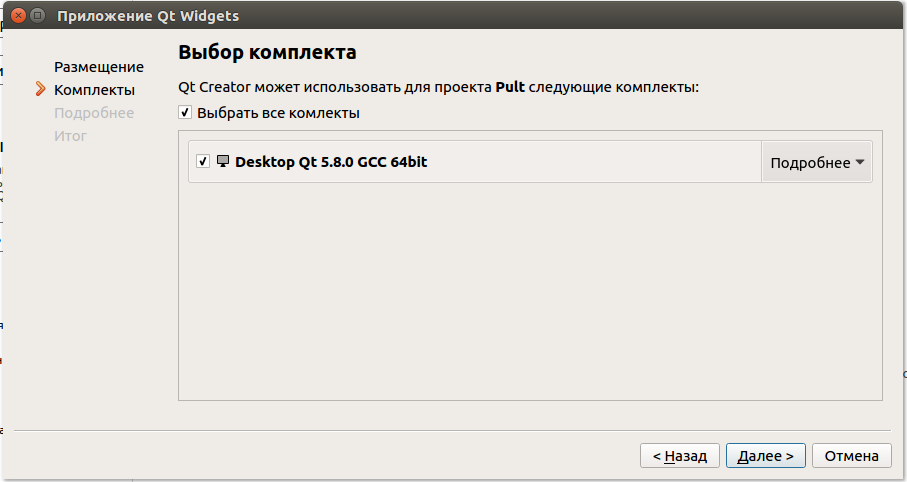 Приложение Qt Widgets
Размещение
Комплекты
Подробнее
Итог
Выбор комплекта
Qt Creator может использовать для проекта Pult следующие комплекты:
Выбрать все комлекты
Desktop Qt 5.8.0 GCC 64bit
Подробнее
< Назад
Далее >
Отмена